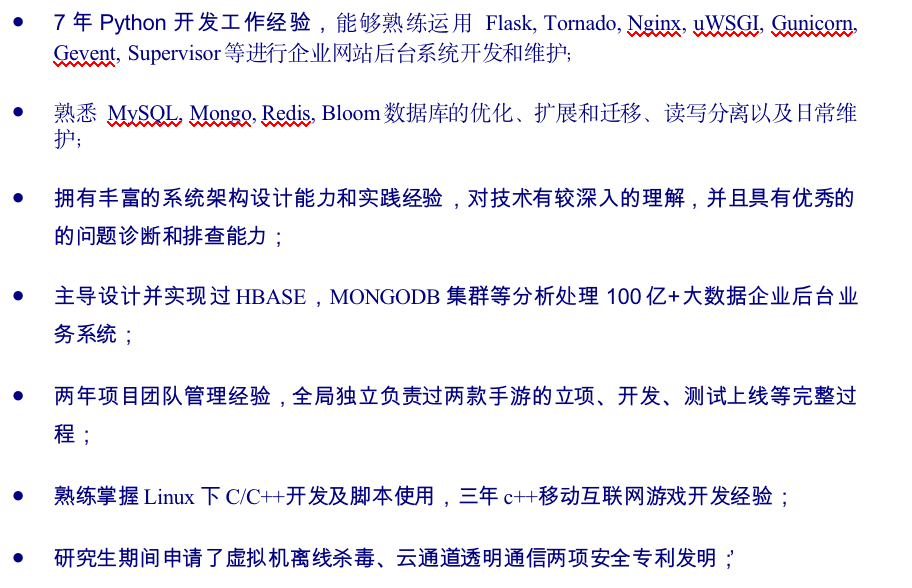 ● 7 年 Python 开发工作经验，能够熟练运用 Flask, Tornado, Nginx, uWSGI, Gunicorn,
Gevent, Supervisor 等进行企业网站后台系统开发和维护;
● 熟悉 MySQL, Mongo, Redis, Bloom 数据库的优化、扩展和迁移、读写分离以及日常维
护;
● 拥有丰富的系统架构设计能力和实践经验，对技术有较深入的理解，并且具有优秀的
的问题诊断和排查能力；
● 主导设计并实现过 HBASE，MONGODB 集群等分析处理 100 亿+大数据企业后台业
务系统；
● 两年项目团队管理经验，全局独立负责过两款手游的立项、开发、测试上线等完整过
程；
● 熟练掌握 Linux 下 C/C++开发及脚本使用，三年 c++移动互联网游戏开发经验；
● 研究生期间申请了虚拟机离线杀毒、云通道透明通信两项安全专利发明；’